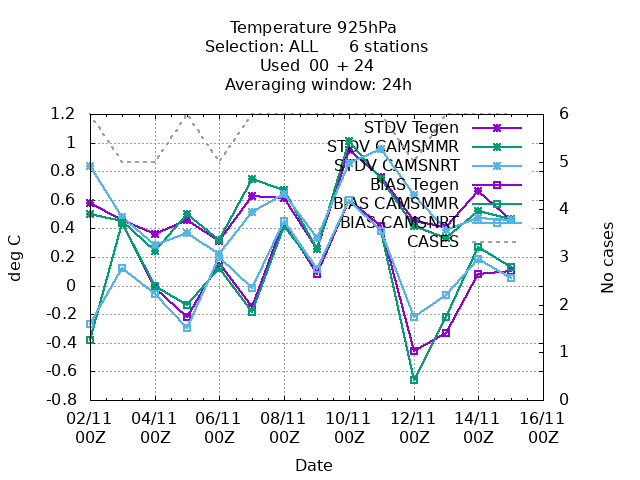 Temperature 925hPa
Selection: ALL 6 stations
Used 00 + 24
Averaging window: 24h
1.2
1
0.8
0.6
0.4
0.2
0
-0.2
-0.4
-0.6
-0.8
deg C
6
5
4
3
2
1
0
No cases
STDV Tegen
STDV CAMSMMR
STDV CAMSNRT
BIAS Tegen
BIAS CAMSMMR
BIAS CAMSNRT
CASES
02/11 04/11 06/11 08/11 10/11 12/11 14/11 16/11
00Z 00Z 00Z 00Z 00Z 00Z 00Z 00Z
Date